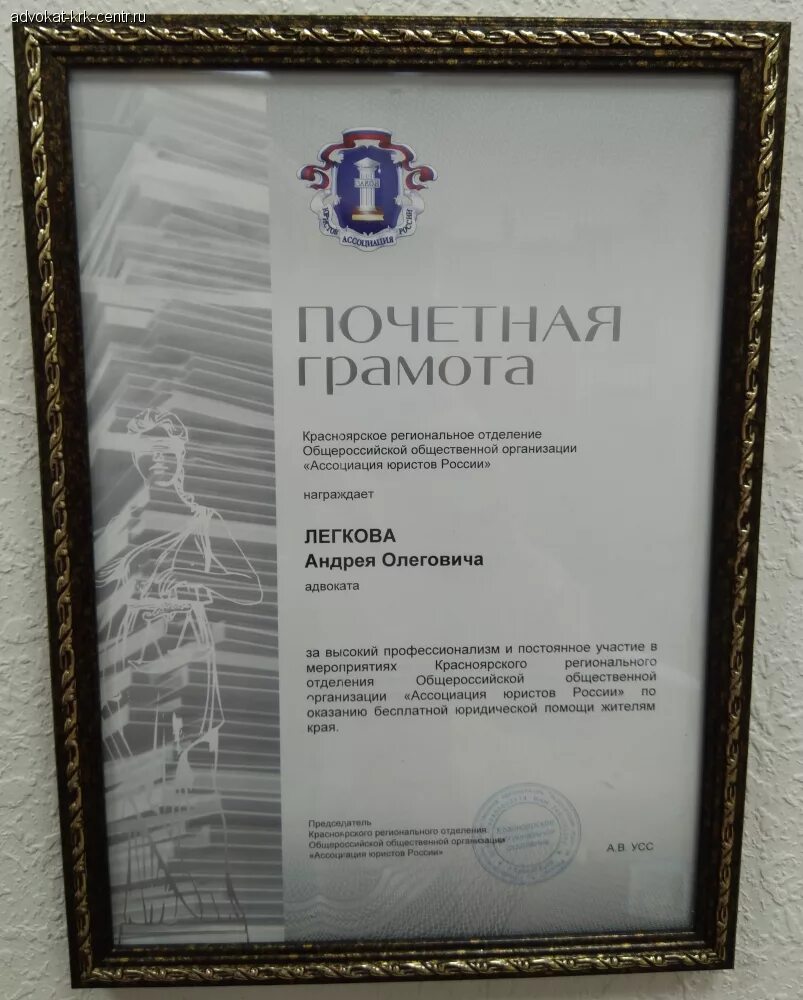 advokat-krk-centr.ru
ЗАКОН
ЮРИСТОВ АССОЦИАЦИЯ РОССИИ
ПОЧЕТНАЯ
грамота
Красноярское региональное отделение
Общероссийской общественной организации
«Ассоциация юристов России»
награждает
ЛЕГКОВА
Андрея Олеговича
адвоката
за высокий профессионализм и постоянное участие в
мероприятиях Красноярского регионального
отделения Общероссийской общественной
организации «Ассоциация юристов России» по
оказанию бесплатной юридической помощи жителям
края.
Председатель
Красноярского регионального отделения
Общероссийской общественной организации
«Ассоциация юристов России»
А.В. УСС
Красноярское
региональное
отделение